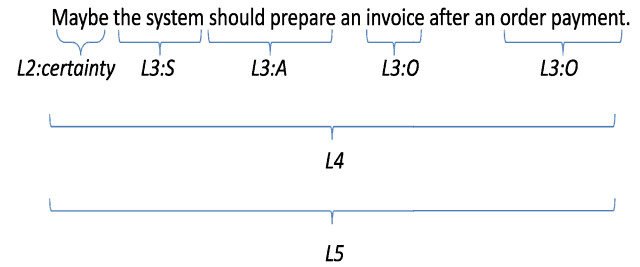 Maybe the system should prepare an invoice after an order payment.
L2:certainty L3:S L3:A L3:O L3:O
L4
L5